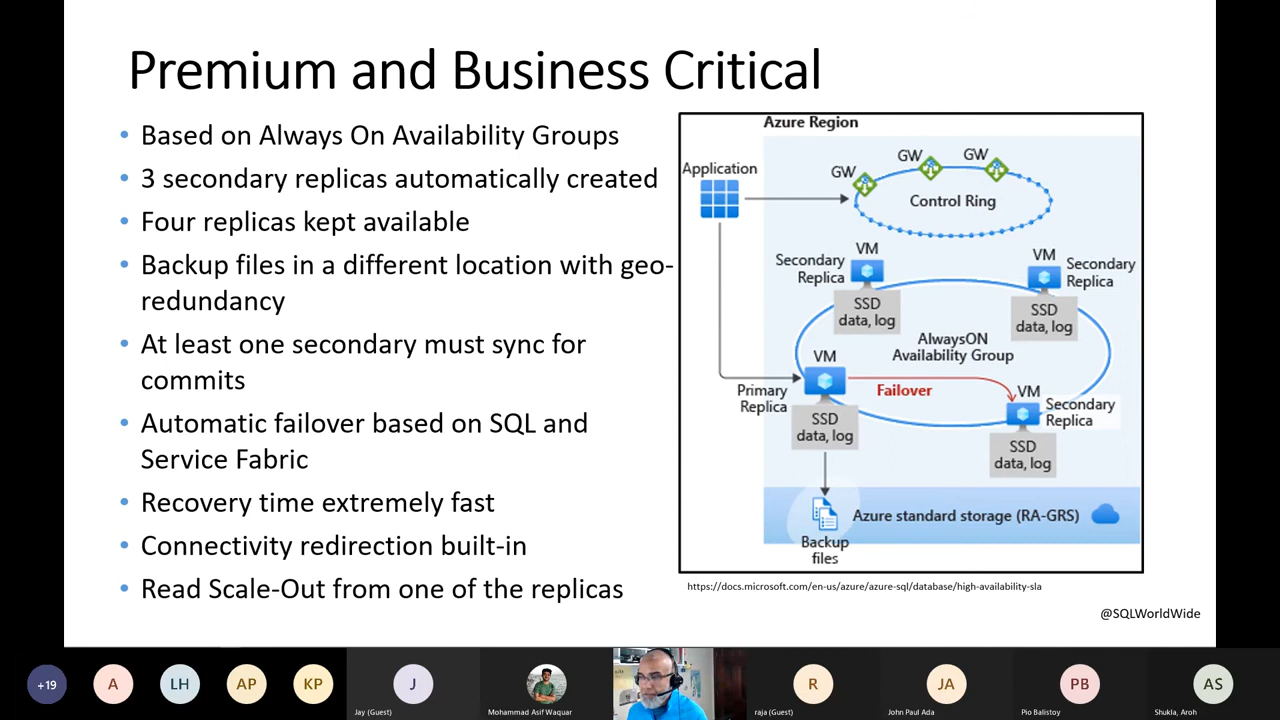 Premium and Business Critical
• Based on Always On Availability Groups
• 3 secondary replicas automatically created
• Four replicas kept available
• Backup files in a different location with geo-
redundancy
• At least one secondary must sync for
commits
• Automatic failover based on SQL and
Service Fabric
• Recovery time extremely fast
• Connectivity redirection built-in
• Read Scale-Out from one of the replicas
Azure Region
Application
GW
GW
GW
Control Ring
VM
Secondary
Replica
SSD
data, log
VM
Secondary
Replica
SSD
data, log
AlwaysON
Availability Group
VM
Primary
Replica
SSD
data, log
Failover
VM
Secondary
Replica
SSD
data, log
Azure standard storage (RA-GRS)
Backup
files
https://docs.microsoft.com/en-us/azure/azure-sql/database/high-availability-sla
@SQLWorldWide
+19
A
LH
AP
KP
J
Jay (Guest)
Mohammad Asif Waquar
R
raja (Guest)
JA
John Paul Ada
PB
Pio Balistoy
AS
Shukla, Aroh